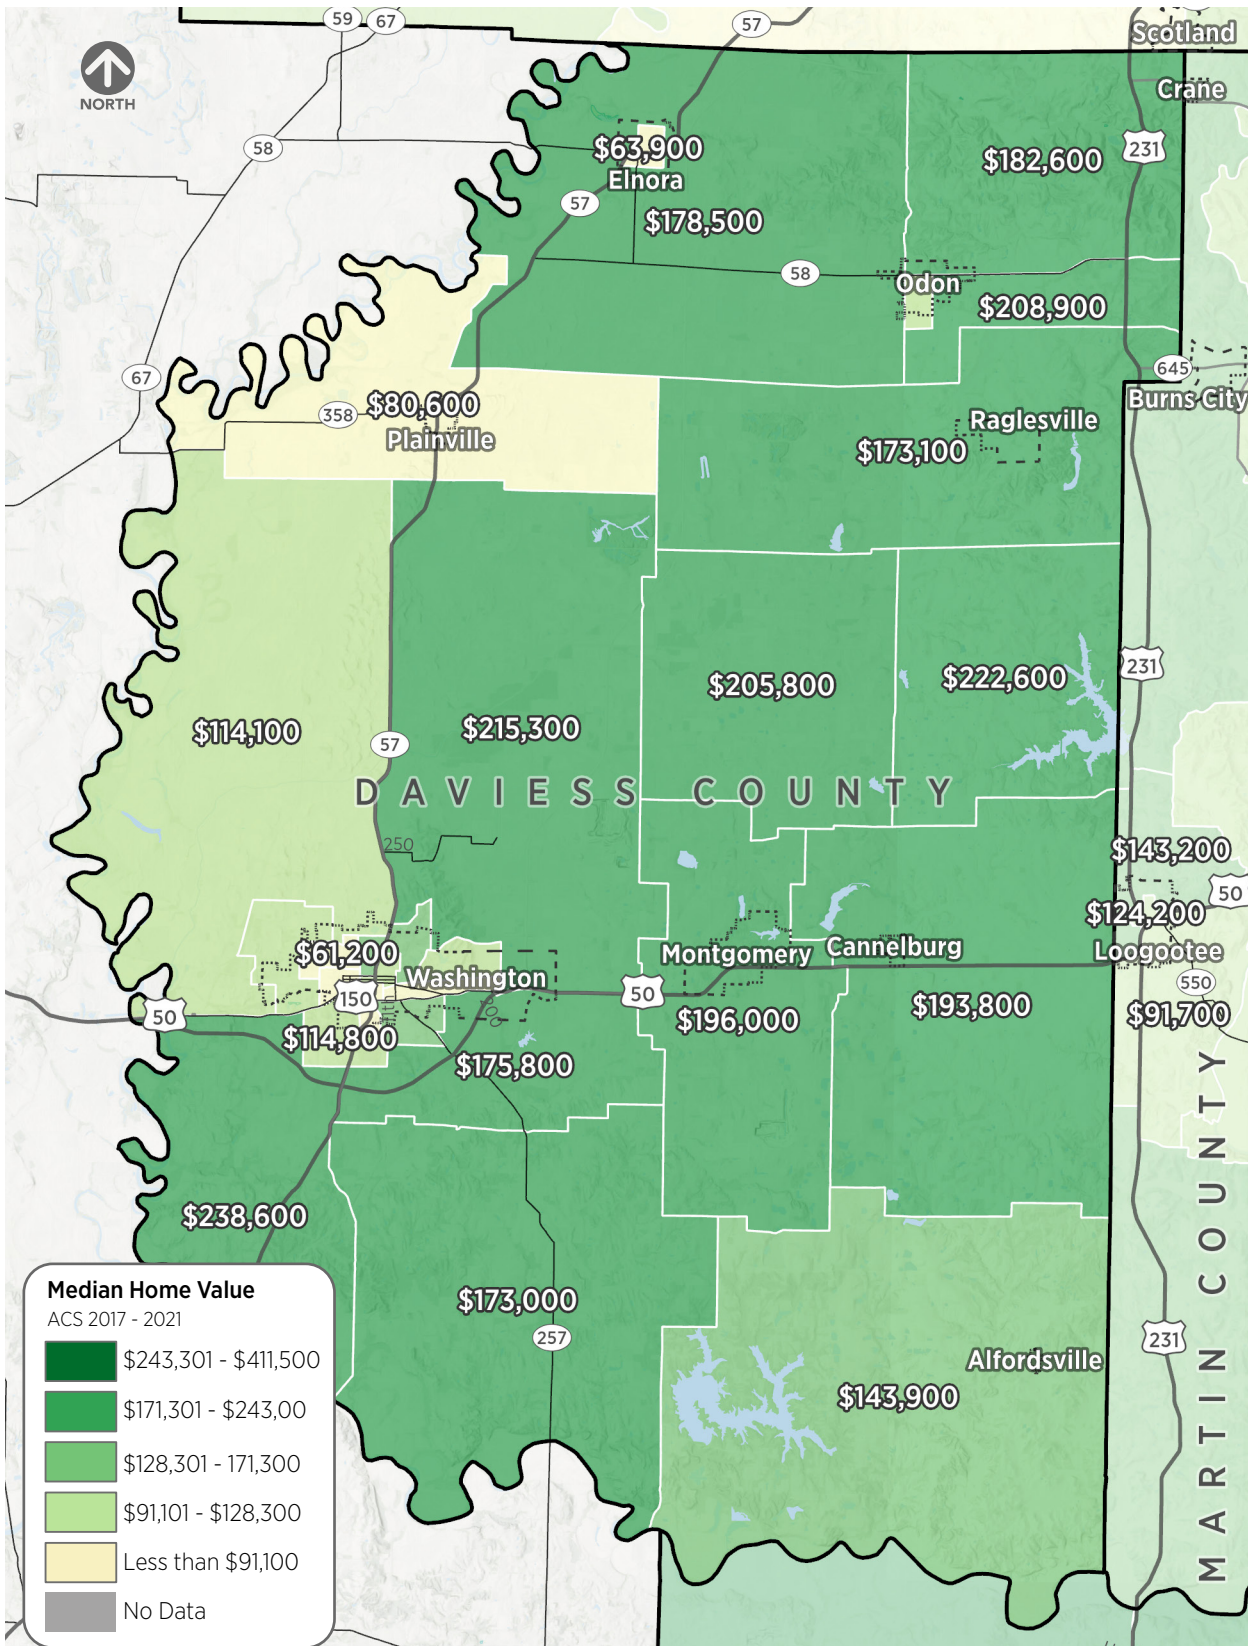 59
67
57
Scotland
NORTH
Crane
58
$63,900
Elnora
$182,600
231
57
$178,500
58
Odon
$208,900
67
645
Burns City
358
$80,600
Plainville
Raglesville
$173,100
231
$205,800
$222,600
$114,100
$215,300
57
DAVIESS COUNTY
250
$143,200
50
$124,200
$61,200
Montgomery
Cannelburg
Loogootee
Washington
550
150
50
50
$196,000
$193,800
$91,700
$114,800
$175,800
$238,600
$173,000
257
231
Alfordsville
$143,900
MARTIN COUNTY
Median Home Value
ACS 2017 - 2021
$243,301 - $411,500
$171,301 - $243,00
$128,301 - 171,300
$91,101 - $128,300
Less than $91,100
No Data